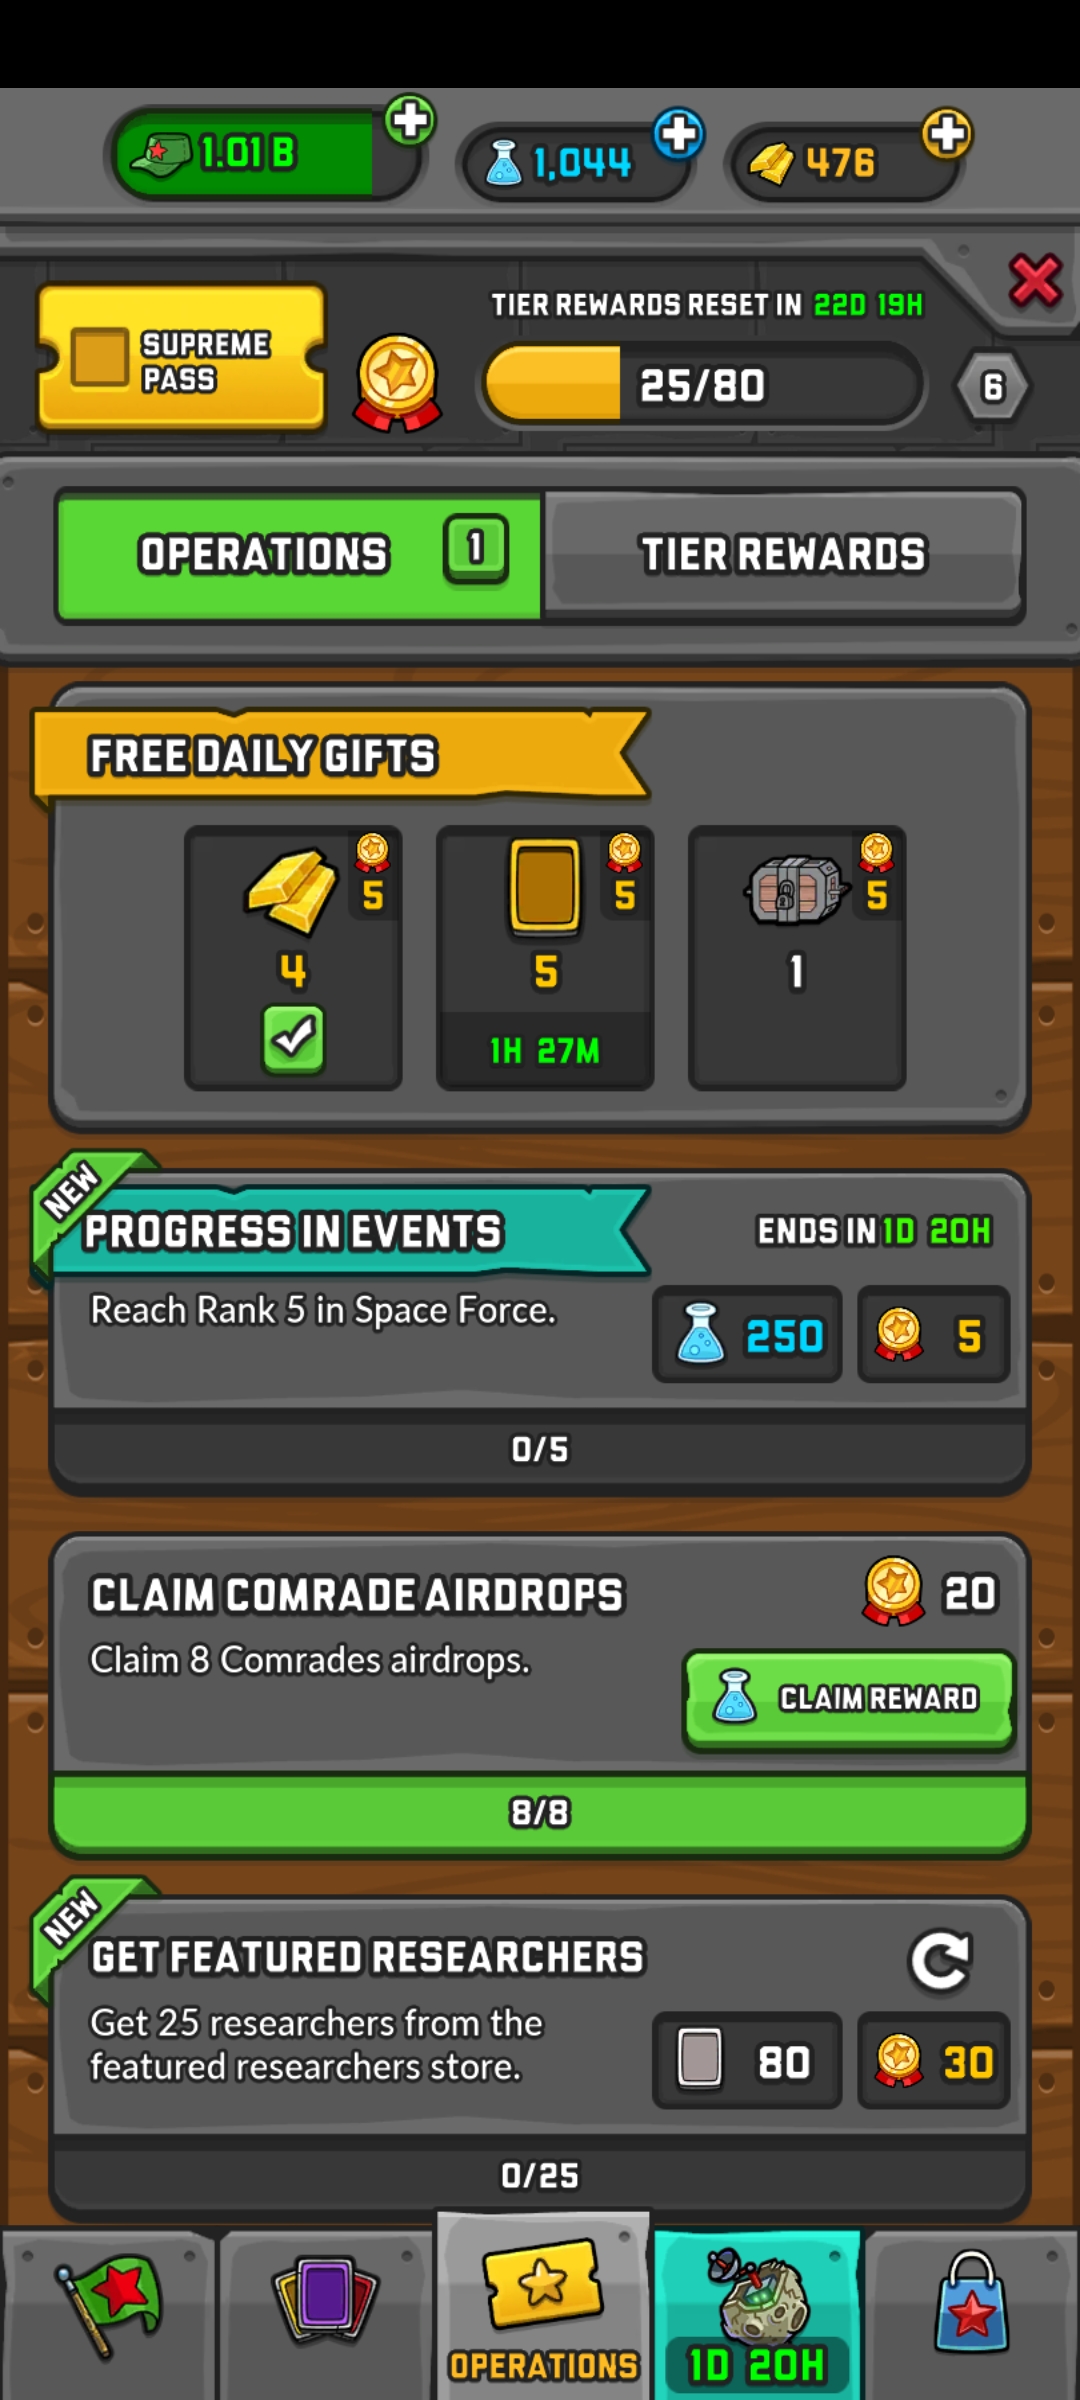 1.01 B
1,044
476
TIER REWARDS RESET IN 22D 19H
SUPREME
PASS
25/80
6
OPERATIONS 1
TIER REWARDS
FREE DAILY GIFTS
5
5
5
4
5
1
1H 27M
NEW
PROGRESS IN EVENTS
ENDS IN 1D 20H
Reach Rank 5 in Space Force.
250
5
0/5
CLAIM COMRADE AIRDROPS
20
Claim 8 Comrades airdrops.
CLAIM REWARD
8/8
NEW
GET FEATURED RESEARCHERS
Get 25 researchers from the
featured researchers store.
80
30
0/25
OPERATIONS
1D 20H